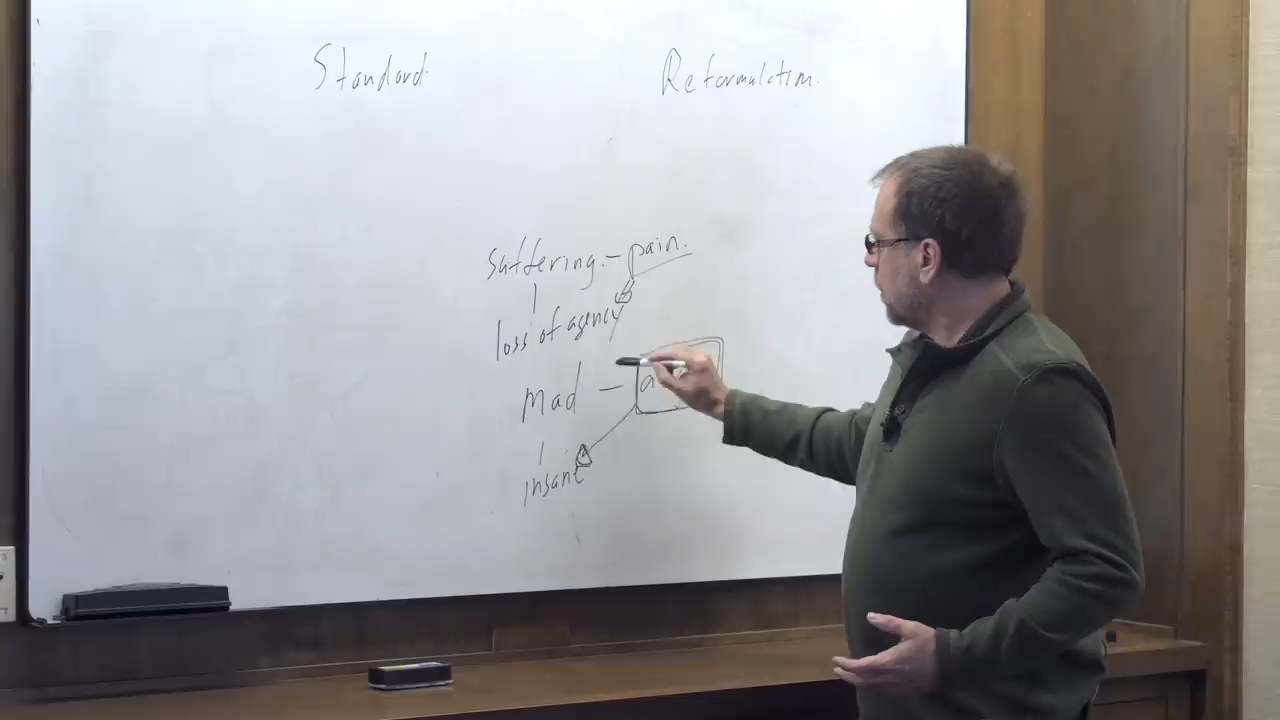 Standard. Reformulation.
suffering. – pain.
loss of agency
mad –
insane